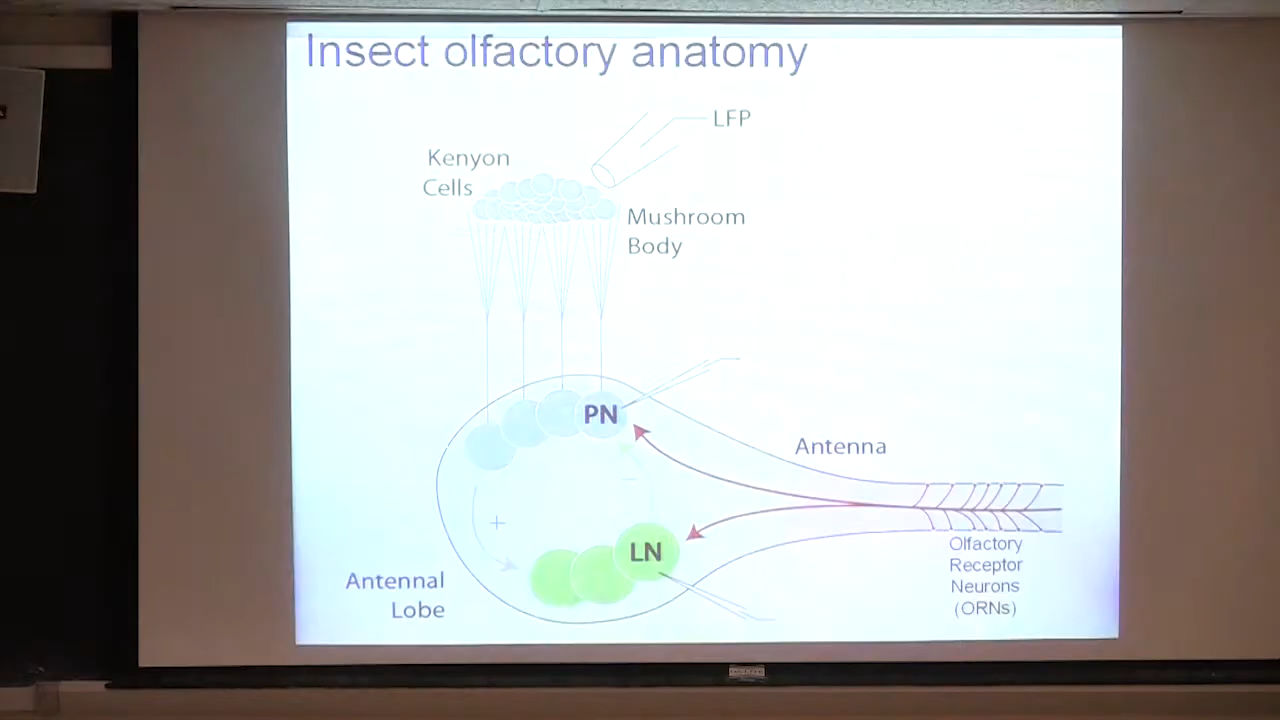 Insect olfactory anatomy
LFP
Kenyon
Cells
Mushroom
Body
PN
Antenna
+
LN
Antennal
Lobe
Olfactory
Receptor
Neurons
(ORNs)